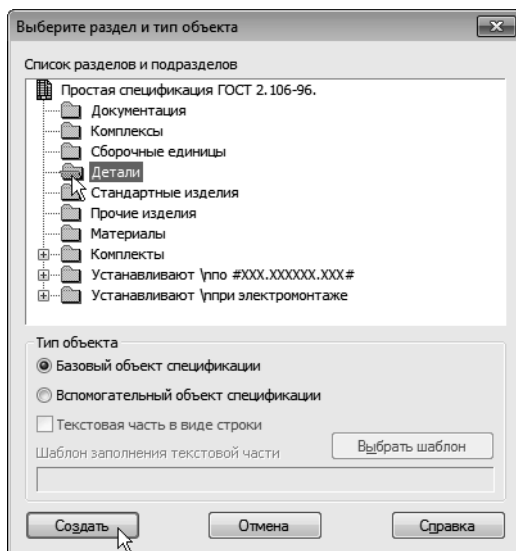 Выберите раздел и тип объекта
Список разделов и подразделов
Простая спецификация ГОСТ 2.106-96.
Документация
Комплексы
Сборочные единицы
Детали
Стандартные изделия
Прочие изделия
Материалы
Комплекты
Устанавливают \nпо #XXX.XXXXXX.XXX#
Устанавливают \nпри электромонтаже
Тип объекта
Базовый объект спецификации
Вспомогательный объект спецификации
Текстовая часть в виде строки
Шаблон заполнения текстовой части
Выбрать шаблон
Создать Отмена Справка